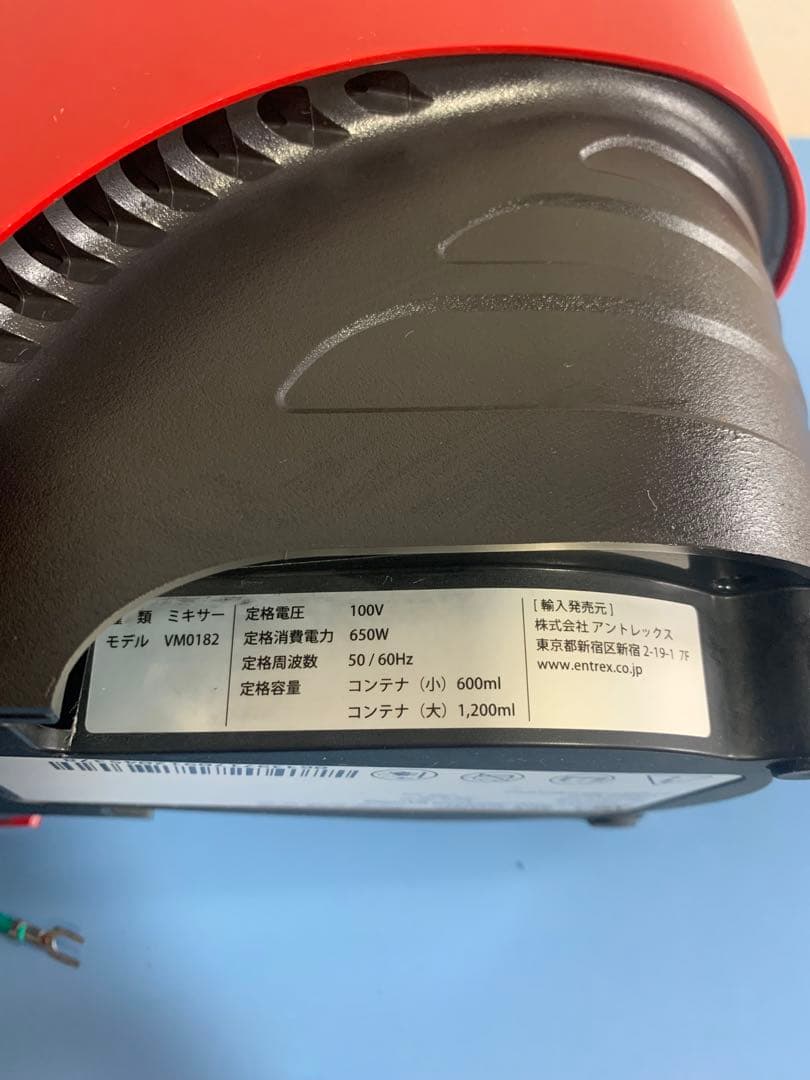 類 ミキサー
モデル VM0182
定格電圧 100V
定格消費電力 650W
定格周波数 50 / 60Hz
定格容量 コンテナ（小）600ml
コンテナ（大）1,200ml
[ 輸入発売元 ]
株式会社 アントレックス
東京都新宿区新宿 2-19-1 7F
www.entrex.co.jp